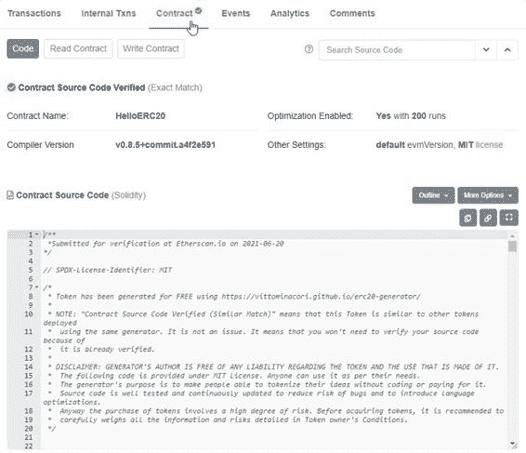 Transactions Internal Txns Contract Events Analytics Comments
Code Read Contract Write Contract Search Source Code
Contract Source Code Verified (Exact Match)
Contract Name: HelloERC20 Optimization Enabled: Yes with 200 runs
Compiler Version v0.8.5+commit.a4f2e591 Other Settings: default evmVersion, MIT license
Contract Source Code (Solidity) Outline More Options
1 /**
2 *Submitted for verification at Etherscan.io on 2021-06-20
3 */
4
5 // SPDX-License-Identifier: MIT
6
7 /*
8 * Token has been generated for FREE using https://vittominacori.github.io/erc20-generator/
9 *
10 * NOTE: "Contract Source Code Verified (Similar Match)" means that this Token is similar to other tokens
deployed
11 * using the same generator. It is not an issue. It means that you won't need to verify your source code
because of
12 * it is already verified.
13 *
14 * DISCLAIMER: GENERATOR'S AUTHOR IS FREE OF ANY LIABILITY REGARDING THE TOKEN AND THE USE THAT IS MADE OF IT.
15 * The following code is provided under MIT License. Anyone can use it as per their needs.
16 * The generator's purpose is to make people able to tokenize their ideas without coding or paying for it.
17 * Source code is well tested and continuously updated to reduce risk of bugs and to introduce language
optimizations.
18 * Anyway the purchase of tokens involves a high degree of risk. Before acquiring tokens, it is recommended to
19 * carefully weighs all the information and risks detailed in Token owner's Conditions.
20 */
21
22